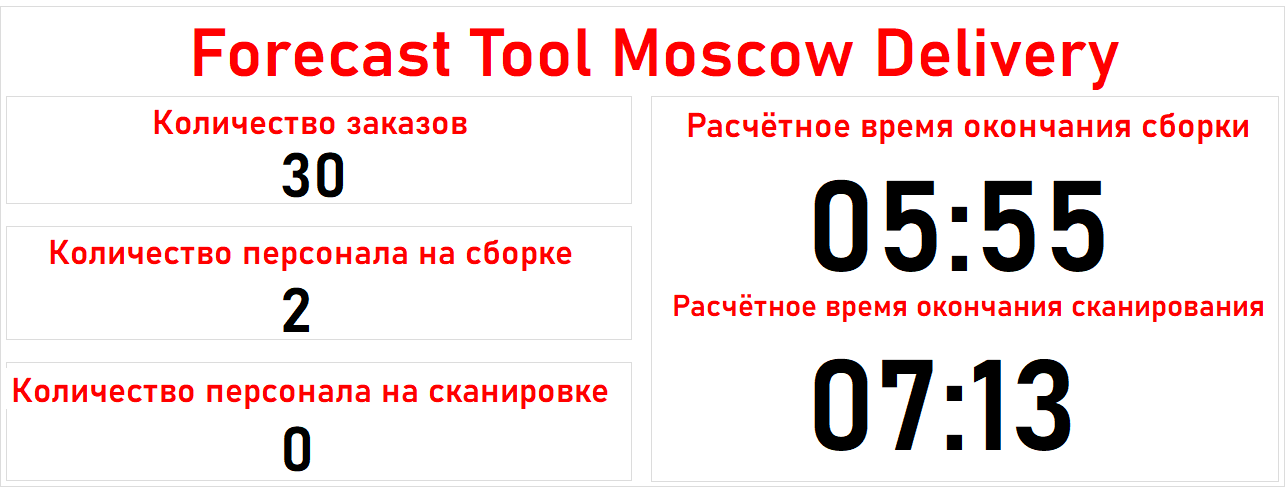 Forecast Tool Moscow Delivery
Количество заказов
30
Количество персонала на сборке
2
Количество персонала на сканировке
0
Расчётное время окончания сборки
05:55
Расчётное время окончания сканирования
07:13